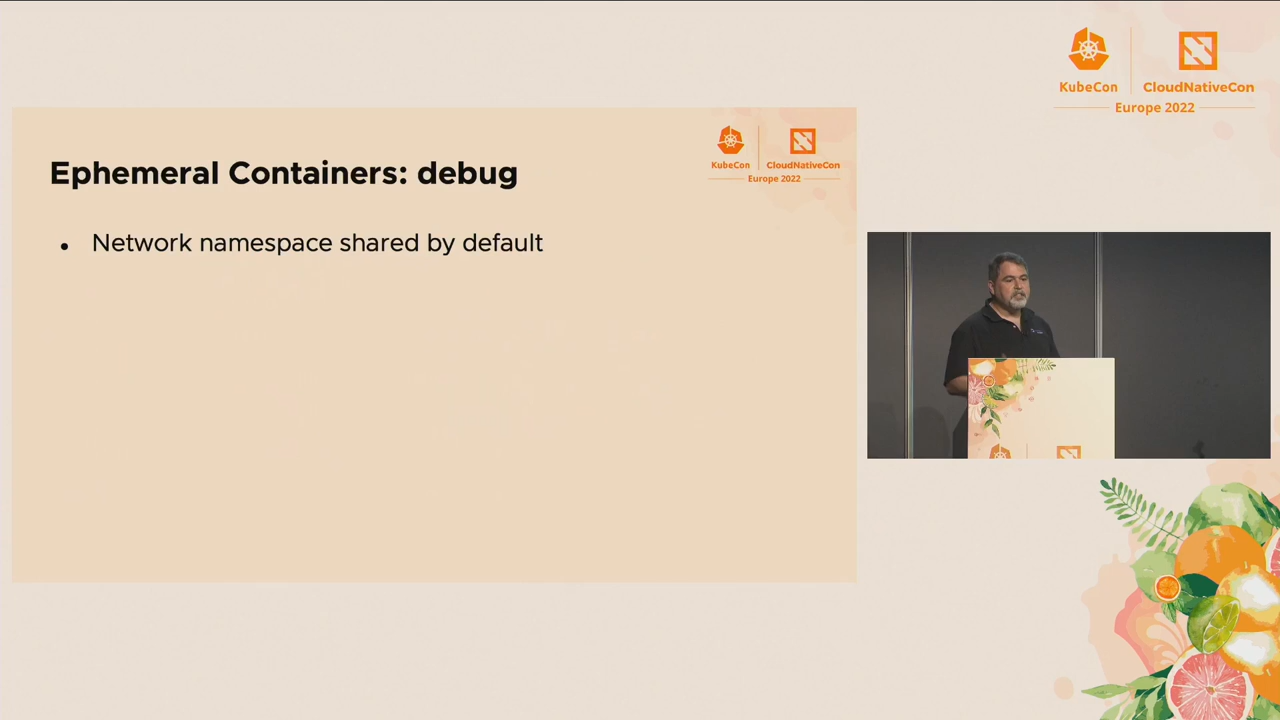 KubeCon
CloudNativeCon
Europe 2022
KubeCon
CloudNativeCon
Europe 2022
Ephemeral Containers: debug
• Network namespace shared by default